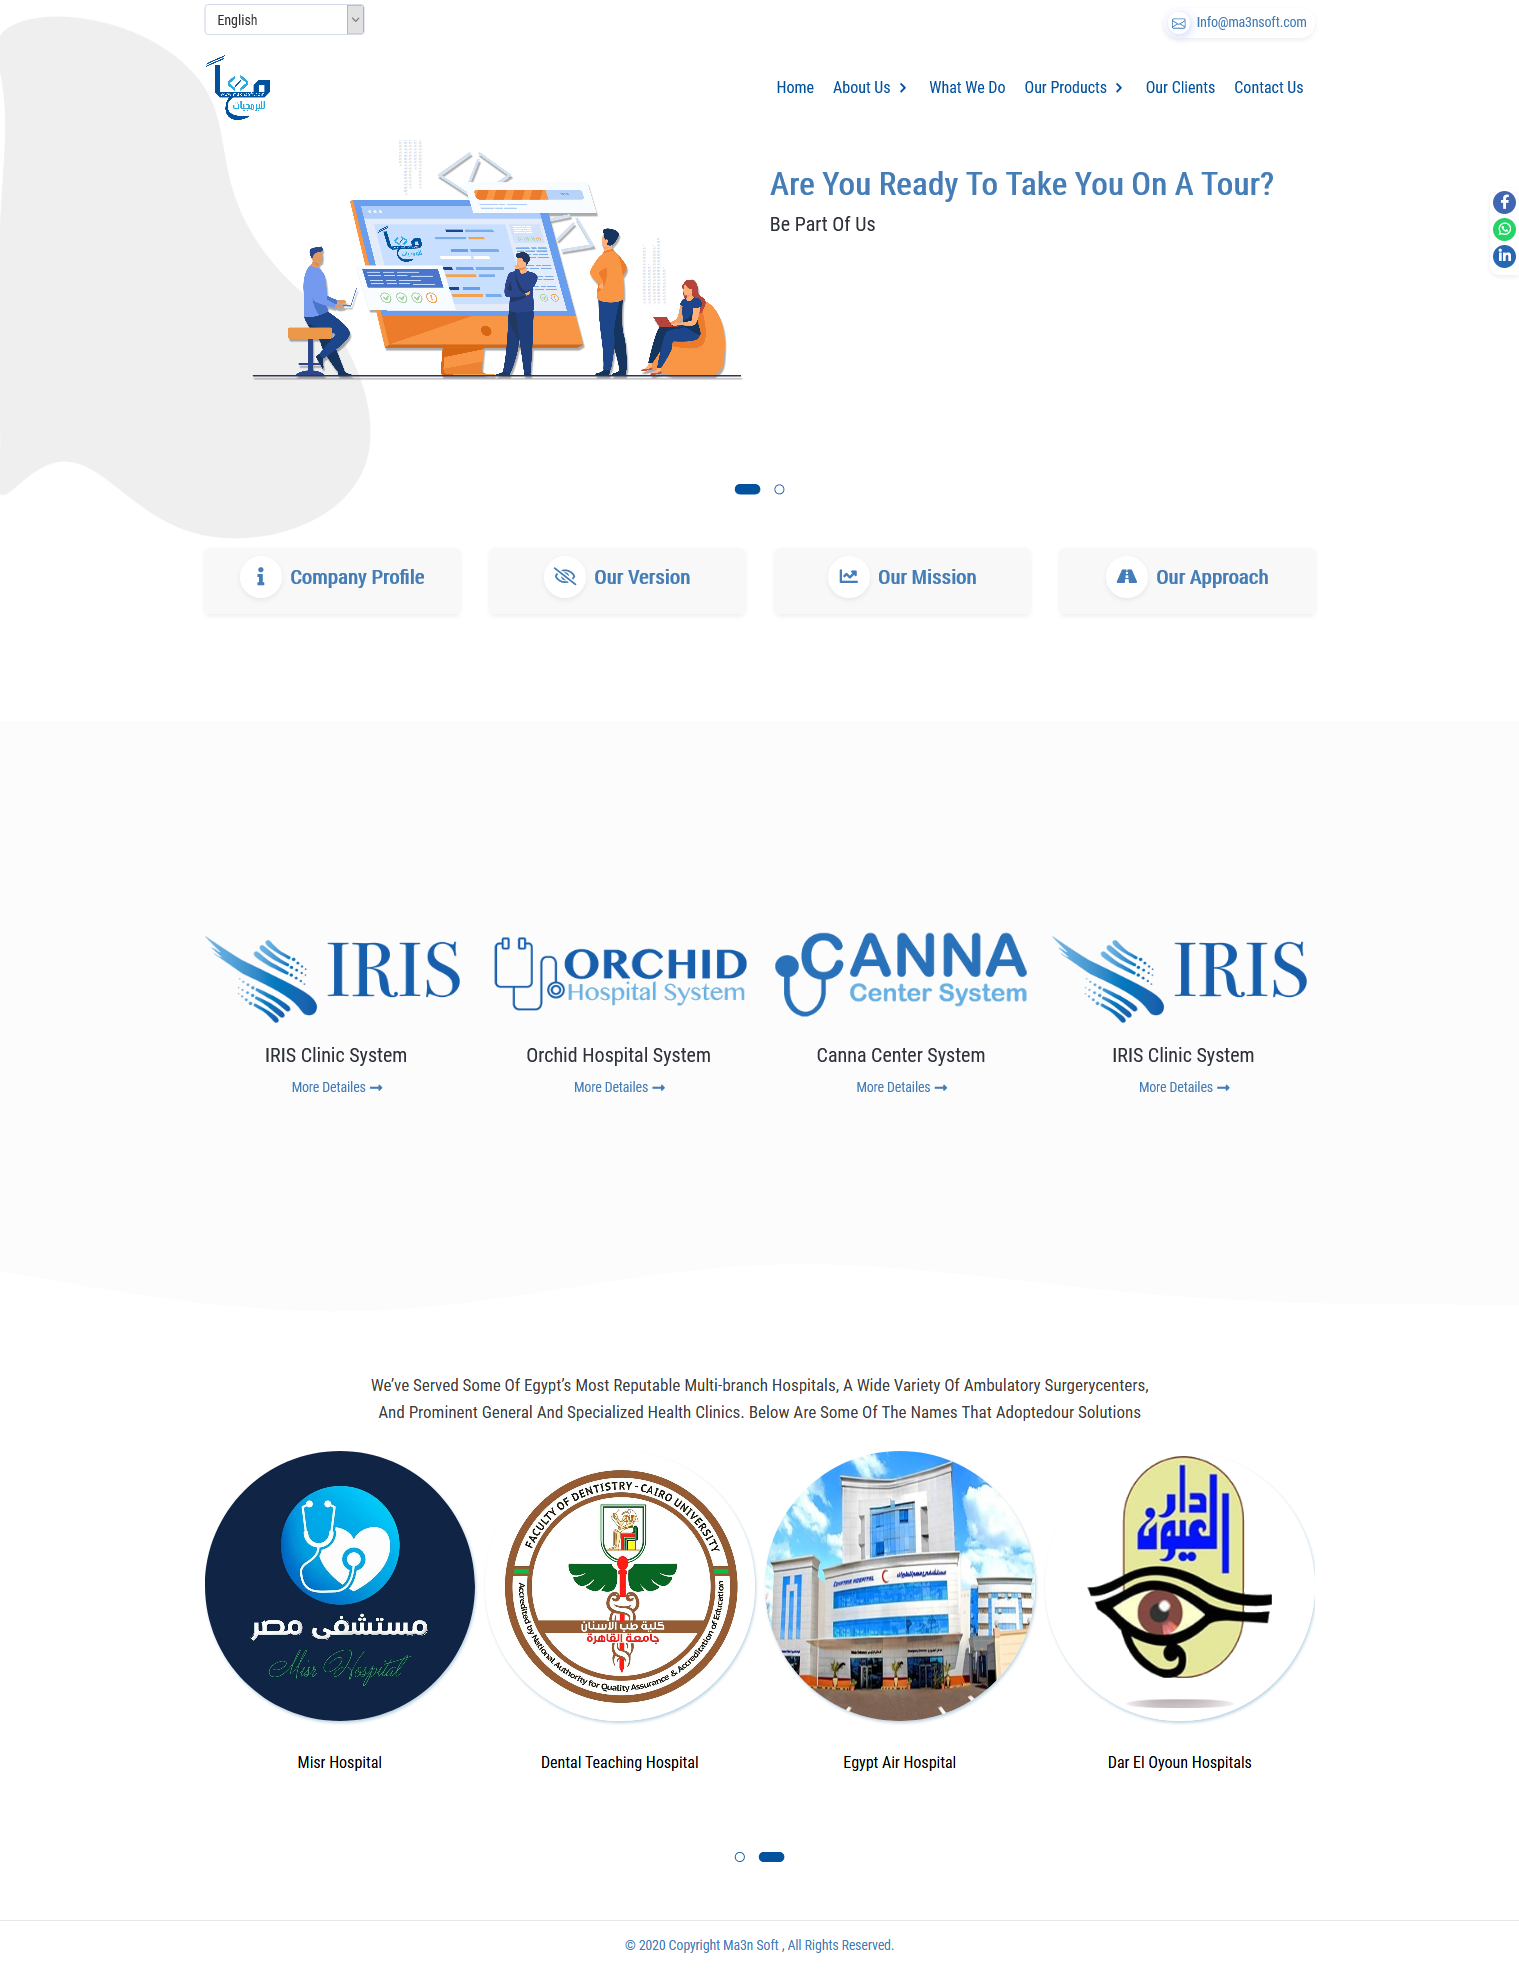 English
Info@ma3nsoft.com
معاً
للبرمجيات
Home About Us What We Do Our Products Our Clients Contact Us
Are You Ready To Take You On A Tour?
Be Part Of Us
Company Profile
Our Version
Our Mission
Our Approach
IRIS
ORCHID
Hospital System
CANNA
Center System
IRIS
IRIS Clinic System
Orchid Hospital System
Canna Center System
IRIS Clinic System
More Detailes
More Detailes
More Detailes
More Detailes
We've Served Some Of Egypt's Most Reputable Multi-branch Hospitals, A Wide Variety Of Ambulatory Surgerycenters,
And Prominent General And Specialized Health Clinics. Below Are Some Of The Names That Adoptedour Solutions
مستشفى مصر
Misr Hospital
FACULTY OF DENTISTRY - CAIRO UNIVERSITY
كلية طب الاسنان
جامعة القاهرة
Accredited by National Authority for Quality Assurance & Accreditation of Education
EGYPTAIR HOSPITAL
مستشفى مصر للطيران
دار
العيون
Misr Hospital
Dental Teaching Hospital
Egypt Air Hospital
Dar El Oyoun Hospitals
© 2020 Copyright Ma3n Soft , All Rights Reserved.